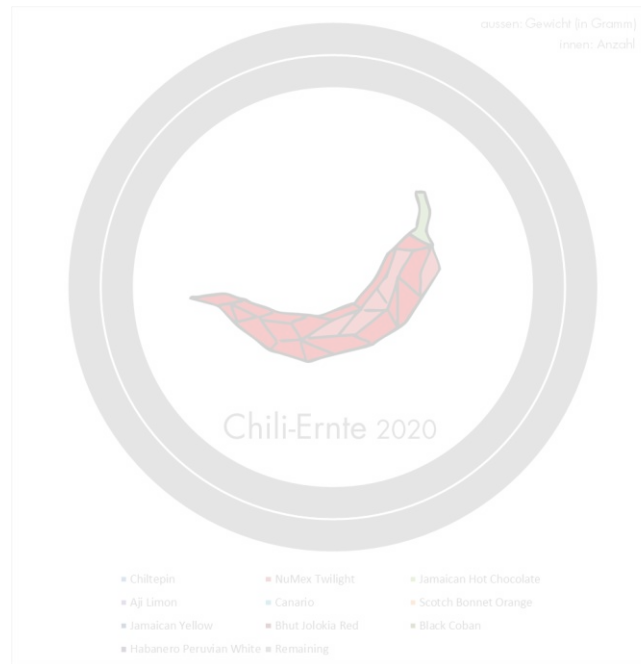 aussen: Gewicht (in Gramm)
innen: Anzahl
Chili-Ernte 2020
Chiltepin
NuMex Twilight
Jamaican Hot Chocolate
Aji Limon
Canario
Scotch Bonnet Orange
Jamaican Yellow
Bhut Jolokia Red
Black Coban
Habanero Peruvian White
Remaining